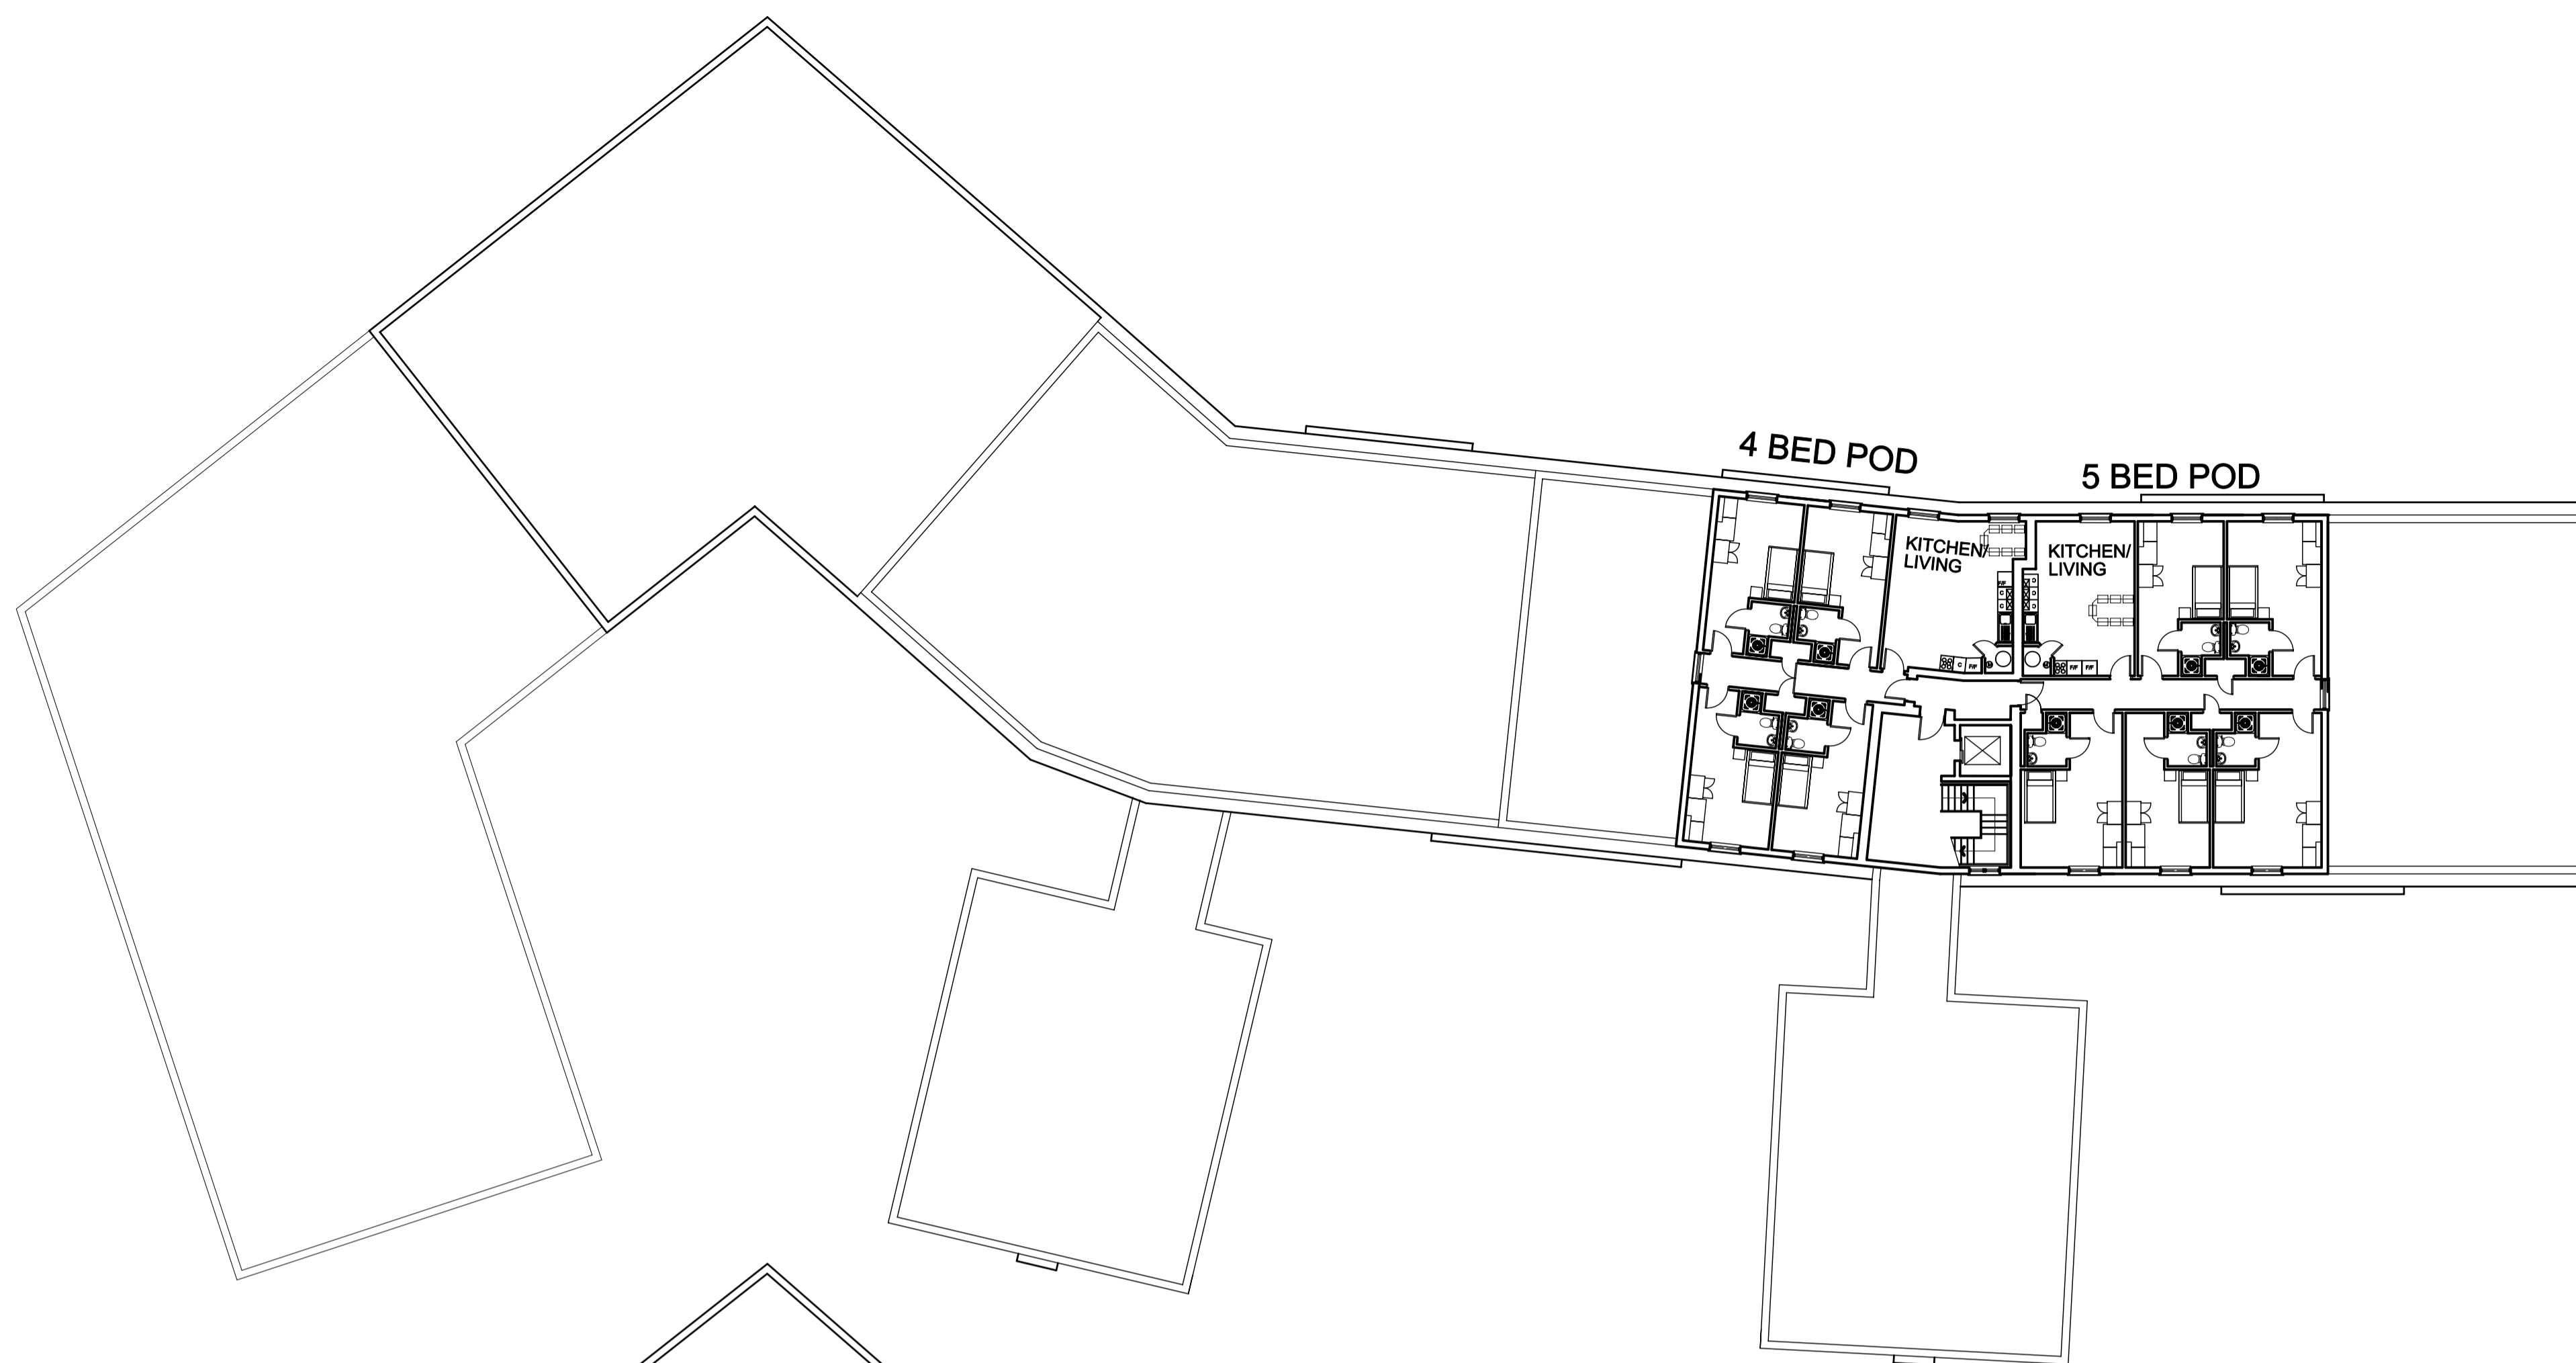 4 BED POD
5 BED POD
KITCHEN/
LIVING
KITCHEN/
LIVING
F/F
C
C
C F/F
F/F F/F